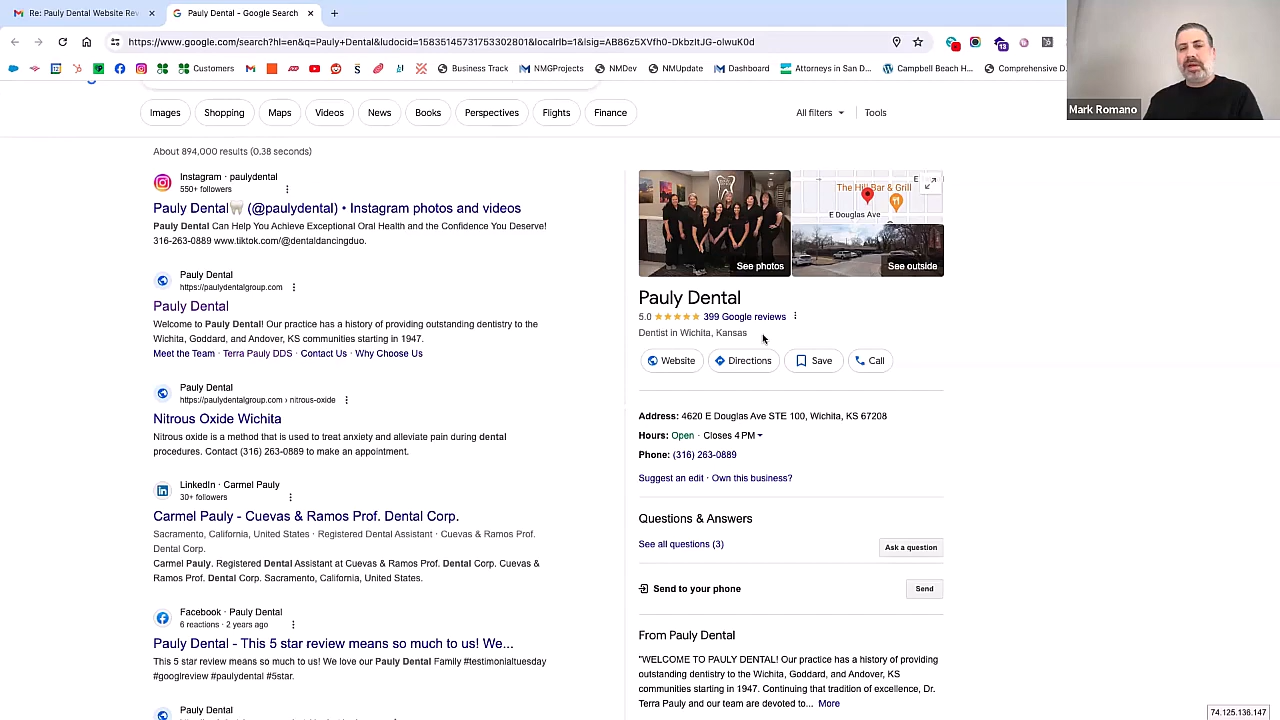 Re: Pauly Dental Website Rev
Pauly Dental - Google Search
https://www.google.com/search?hl=en&q=Pauly+Dental&ludocid=15835145731737302801&localrlb=1&lsig=AB86z5XVfh0-DkbzItJG-olwuK0d
Customers
Business
NMGProjects
NMDev
NMUpdate
Dashboard
Attorneys in San D...
Campbell Beach H...
Comprehensive D
Mark Romano
Images
Shopping
Maps
Videos
News
Books
Perspectives
Flights
Finance
All filters
Tools
About 894,000 results (0.38 seconds)
Instagram · paulydental
550+ followers
Pauly Dental🦷 (@paulydental) • Instagram photos and videos
Pauly Dental Can Help You Achieve Exceptional Oral Health and the Confidence You Deserve!
316-263-0889 www.tiktok.com/@dentaldancingduo.
Pauly Dental
https://paulydentalgroup.com
Pauly Dental
Welcome to Pauly Dental! Our practice has a history of providing outstanding dentistry to the
Wichita, Goddard, and Andover, KS communities starting in 1947.
Meet the Team · Terra Pauly DDS · Contact Us · Why Choose Us
Pauly Dental
https://paulydentalgroup.com › nitrous-oxide
Nitrous Oxide Wichita
Nitrous oxide is a method that is used to treat anxiety and alleviate pain during dental
procedures. Contact (316) 263-0889 to make an appointment.
LinkedIn · Carmel Pauly
30+ followers
Carmel Pauly - Cuevas & Ramos Prof. Dental Corp.
Sacramento, California, United States · Registered Dental Assistant · Cuevas & Ramos Prof.
Dental Corp.
Carmel Pauly. Registered Dental Assistant at Cuevas & Ramos Prof. Dental Corp. Cuevas &
Ramos Prof. Dental Corp. Sacramento, California, United States.
Facebook · Pauly Dental
6 reactions · 2 years ago
Pauly Dental - This 5 star review means so much to us! We...
This 5 star review means so much to us! We love our Pauly Dental Family #testimonialtuesday
#googlreview #paulydental #5star.
Pauly Dental
The Hill Bar & Grill
E Douglas Ave
See photos
See outside
Pauly Dental
5.0 ★★★★★ 399 Google reviews
Dentist in Wichita, Kansas
Website
Directions
Save
Call
Address: 4620 E Douglas Ave STE 100, Wichita, KS 67208
Hours: Open · Closes 4 PM
Phone: (316) 263-0889
Suggest an edit · Own this business?
Questions & Answers
See all questions (3)
Ask a question
Send to your phone
Send
From Pauly Dental
"WELCOME TO PAULY DENTAL! Our practice has a history of providing
outstanding dentistry to the Wichita, Goddard, and Andover, KS
communities starting in 1947. Continuing that tradition of excellence, Dr.
Terra Pauly and our team are devoted to... More
74.125.136.147